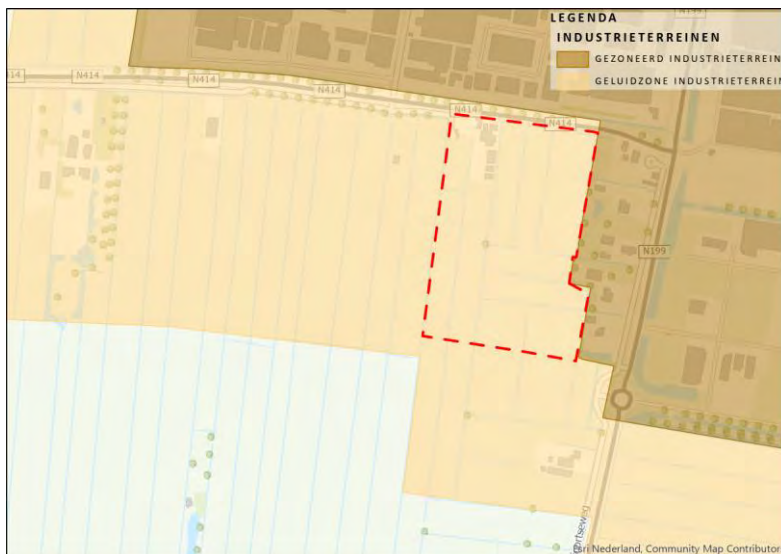 LEGENDA
INDUSTRIETERREINEN
GEZONEERD INDUSTRIETERREIN
GELUIDZONE INDUSTRIETERREIN
N414
N414
N414
N414
N414
N199
Esri Nederland, Community Map Contributors